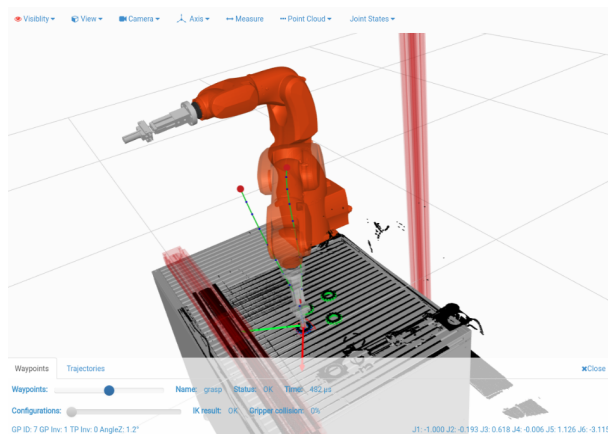 Visiblity View Camera Axis Measure Point Cloud Joint States
Waypoints Trajectories Close
Waypoints: Name: grasp Status: OK Time: 482 µs
Configurations: IK result: OK Gripper collision: 0%
GP ID: 7 GP Inv: 1 TP Inv: 0 AngleZ: 1.2° J1: -1.000 J2: -0.193 J3: 0.618 J4: -0.006 J5: 1.126 J6: -3.115